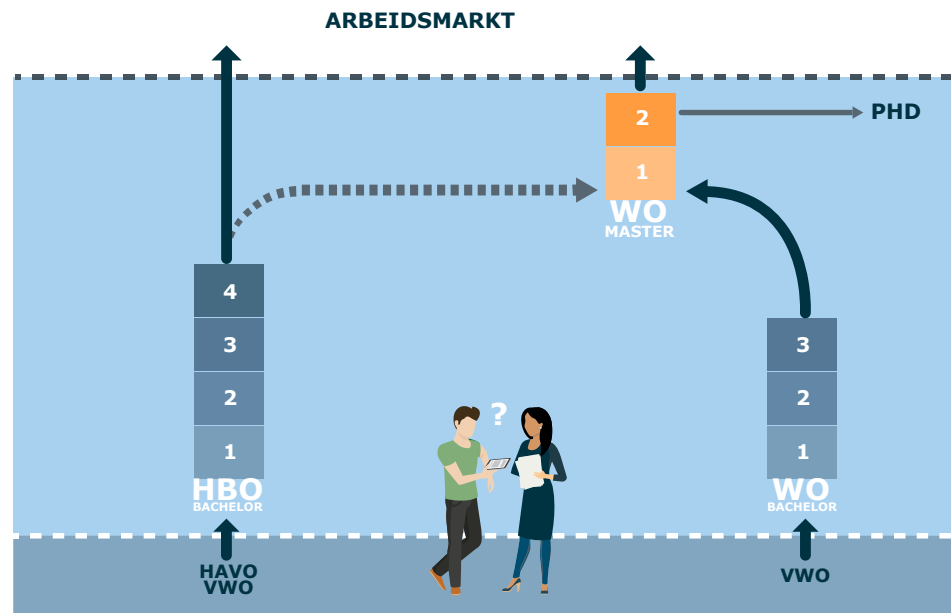 ARBEIDSMARKT
2
PHD
1
WO
MASTER
4
3
2
1
HBO
BACHELOR
?
3
2
1
WO
BACHELOR
HAVO
VWO
VWO